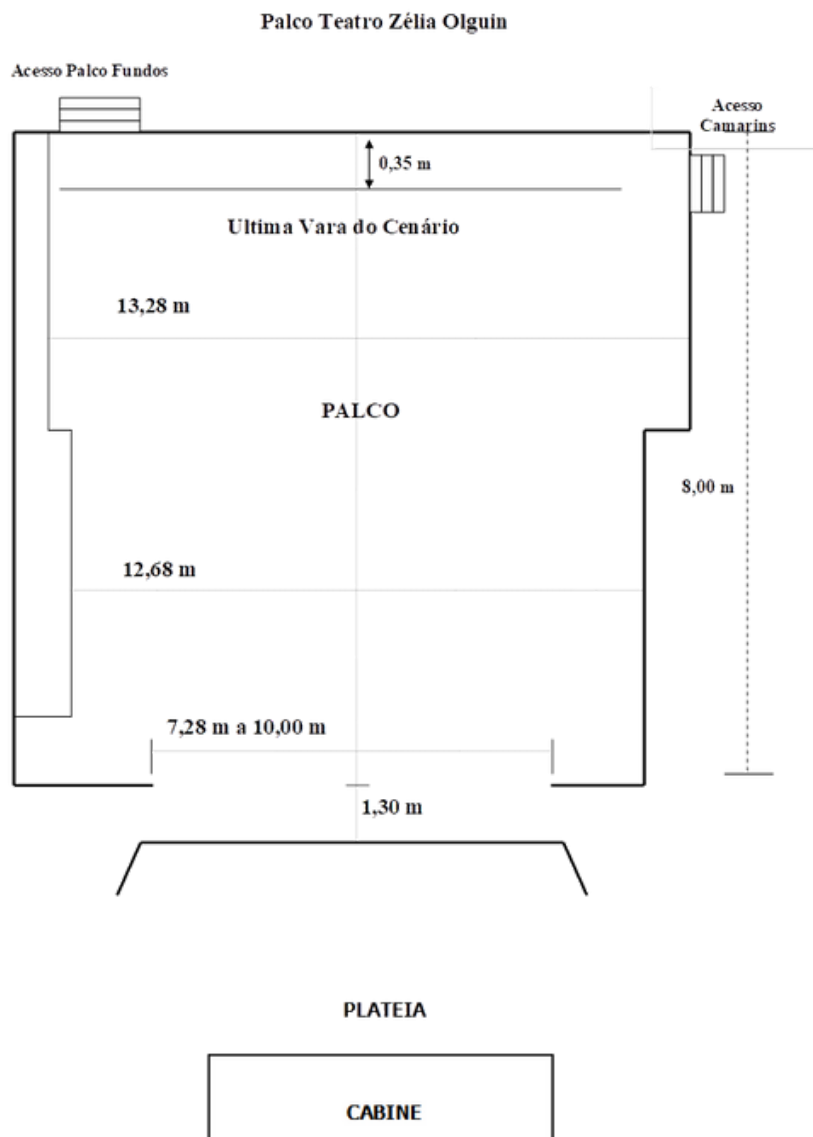 Palco Teatro Zélia Olguin
Acesso Palco Fundos
Acesso
Camarins
0,35 m
Ultima Vara do Cenário
13,28 m
PALCO
8,00 m
12,68 m
7,28 m a 10,00 m
1,30 m
PLATEIA
CABINE